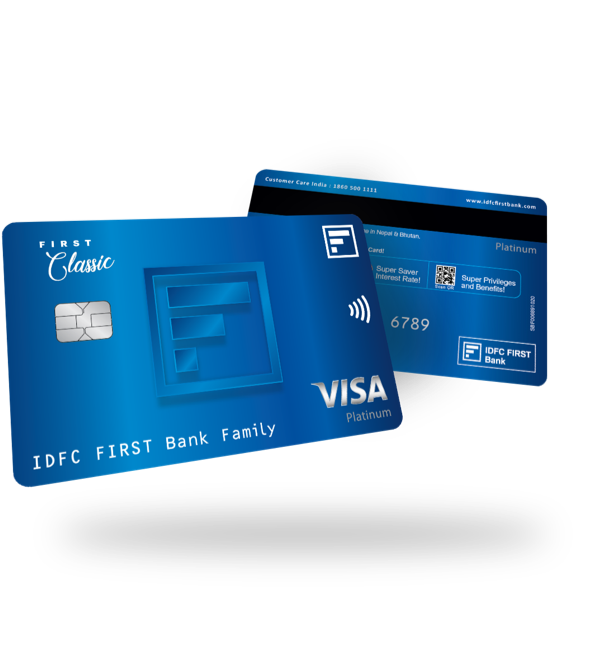 FIRST
Classic
VISA
Platinum
IDFC FIRST Bank Family
Customer Care India : 1860 500 1111
www.idfcfirstbank.com
in Nepal & Bhutan.
Card!
Platinum
Super Saver
Interest Rate!
Scan QR
Super Privileges
and Benefits!
6789
IDFC FIRST
Bank